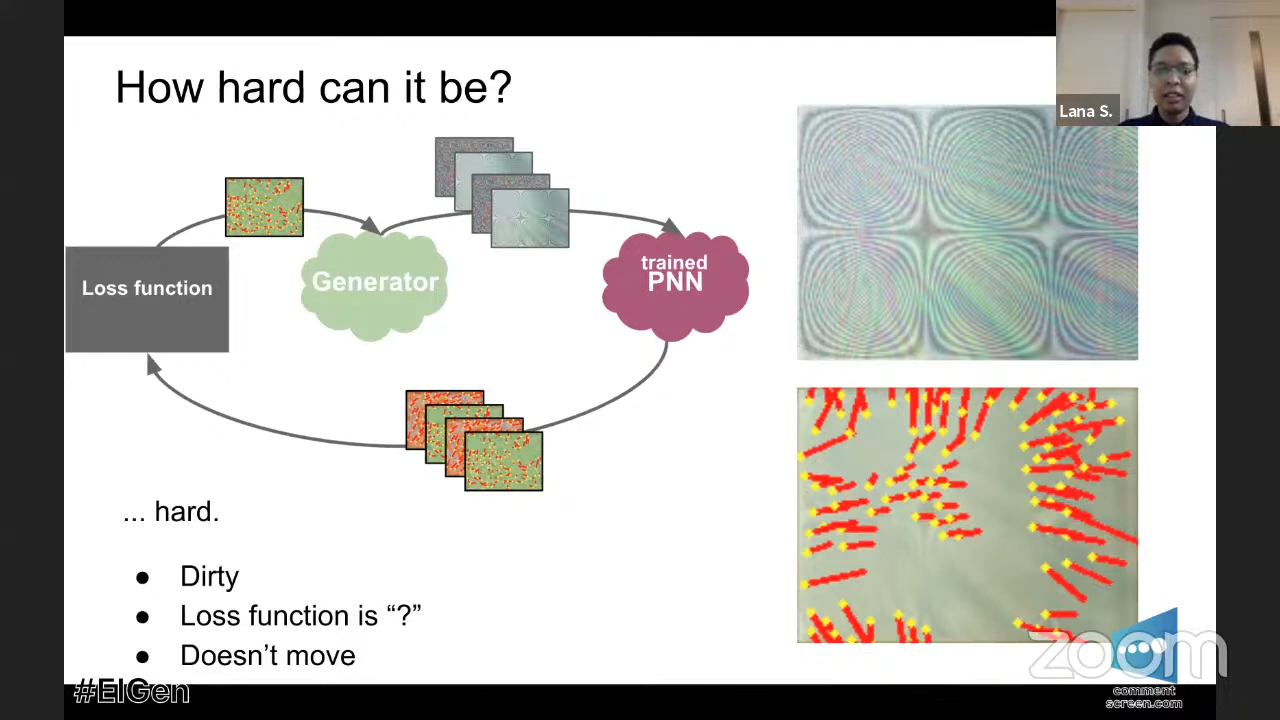 How hard can it be?
Lana S.
Loss function
Generator
trained
PNN
... hard.
● Dirty
● Loss function is “?”
● Doesn’t move
zoom
#EIGen
comment
screen.com